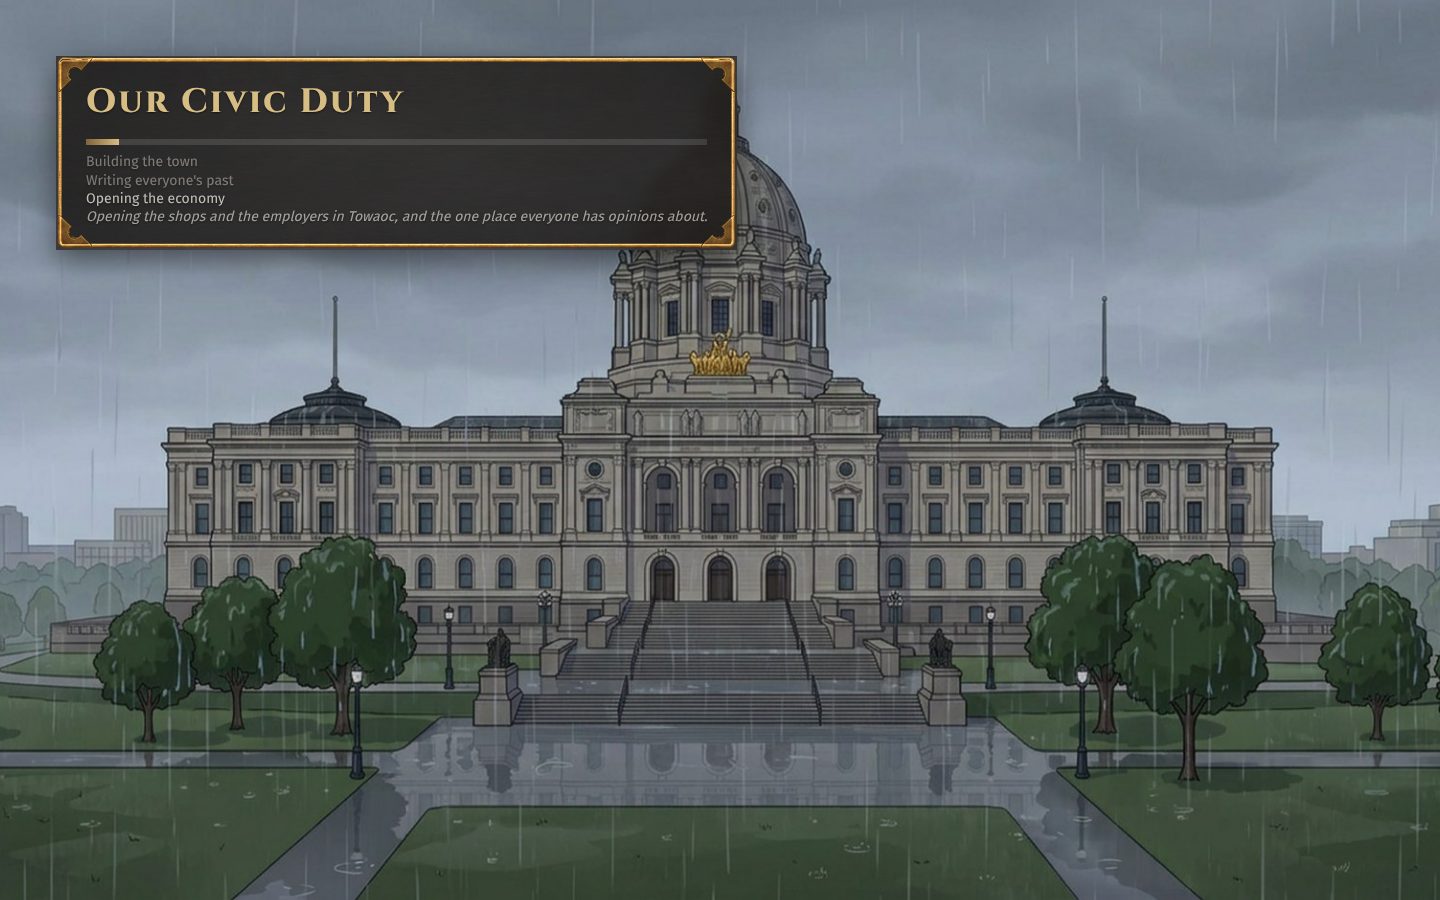 Our Civic Duty
Building the town
Writing everyone's past
Opening the economy
Opening the shops and the employers in Towaoc, and the one place everyone has opinions about.